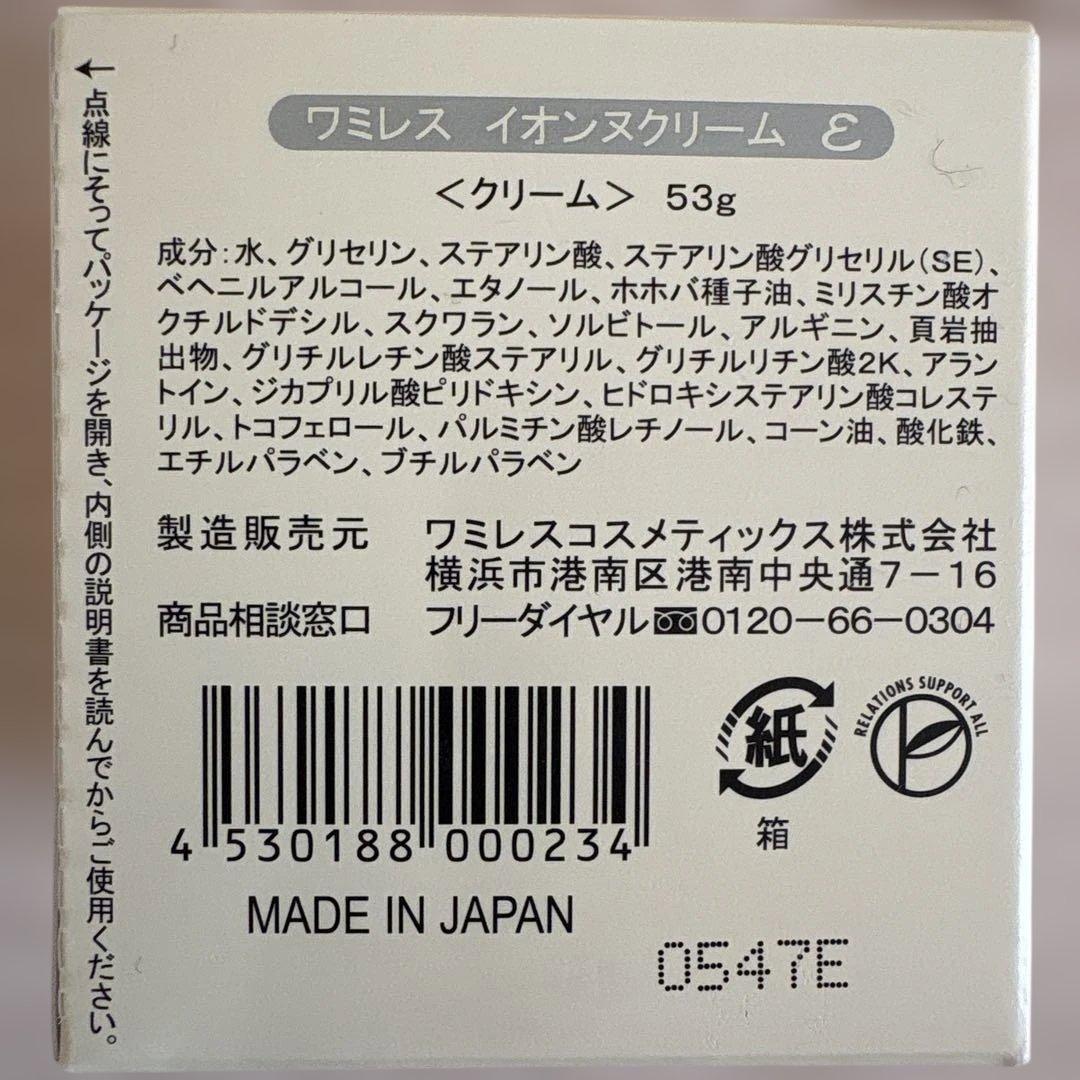 ←点線にそってパッケージを開き、内側の説明書を読んでからご使用ください。
ワミレス イオンヌクリーム ε
＜クリーム＞ 53g
成分：水、グリセリン、ステアリン酸、ステアリン酸グリセリル（SE）、
ベヘニルアルコール、エタノール、ホホバ種子油、ミリスチン酸オ
クチルドデシル、スクワラン、ソルビトール、アルギニン、頁岩抽
出物、グリチルレチン酸ステアリル、グリチルリチン酸2K、アラン
トイン、ジカプリル酸ピリドキシン、ヒドロキシステアリン酸コレステ
リル、トコフェロール、パルミチン酸レチノール、コーン油、酸化鉄、
エチルパラベン、ブチルパラベン
製造販売元 ワミレスコスメティックス株式会社
横浜市港南区港南中央通7－16
商品相談窓口 フリーダイヤル 0120－66－0304
紙
箱
RELATIONS SUPPORT ALL
4 530188 000234
MADE IN JAPAN
0547E